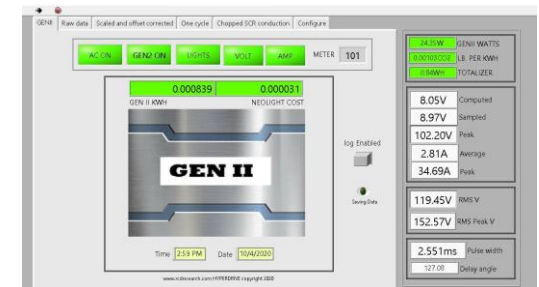 GENII Raw data Scaled and offset corrected One cycle Chopped SCR conduction Configure
AC ON GEN2 ON LIGHTS VOLT AMP METER 101
0.000839 0.000031
GEN II KWH NEOLIGHT COST
GEN II
log Enabled
Saving Data
Time 2:59 PM Date 10/4/2020
24.35W GENII WATTS
LB. PER KWH
0.04WH TOTALIZER
8.05V Computed
8.97V Sampled
102.20V Peak
2.81A Average
34.69A Peak
119.45V RMS V
152.57V RMS Peak V
2.551ms Pulse width
127.08 Delay angle